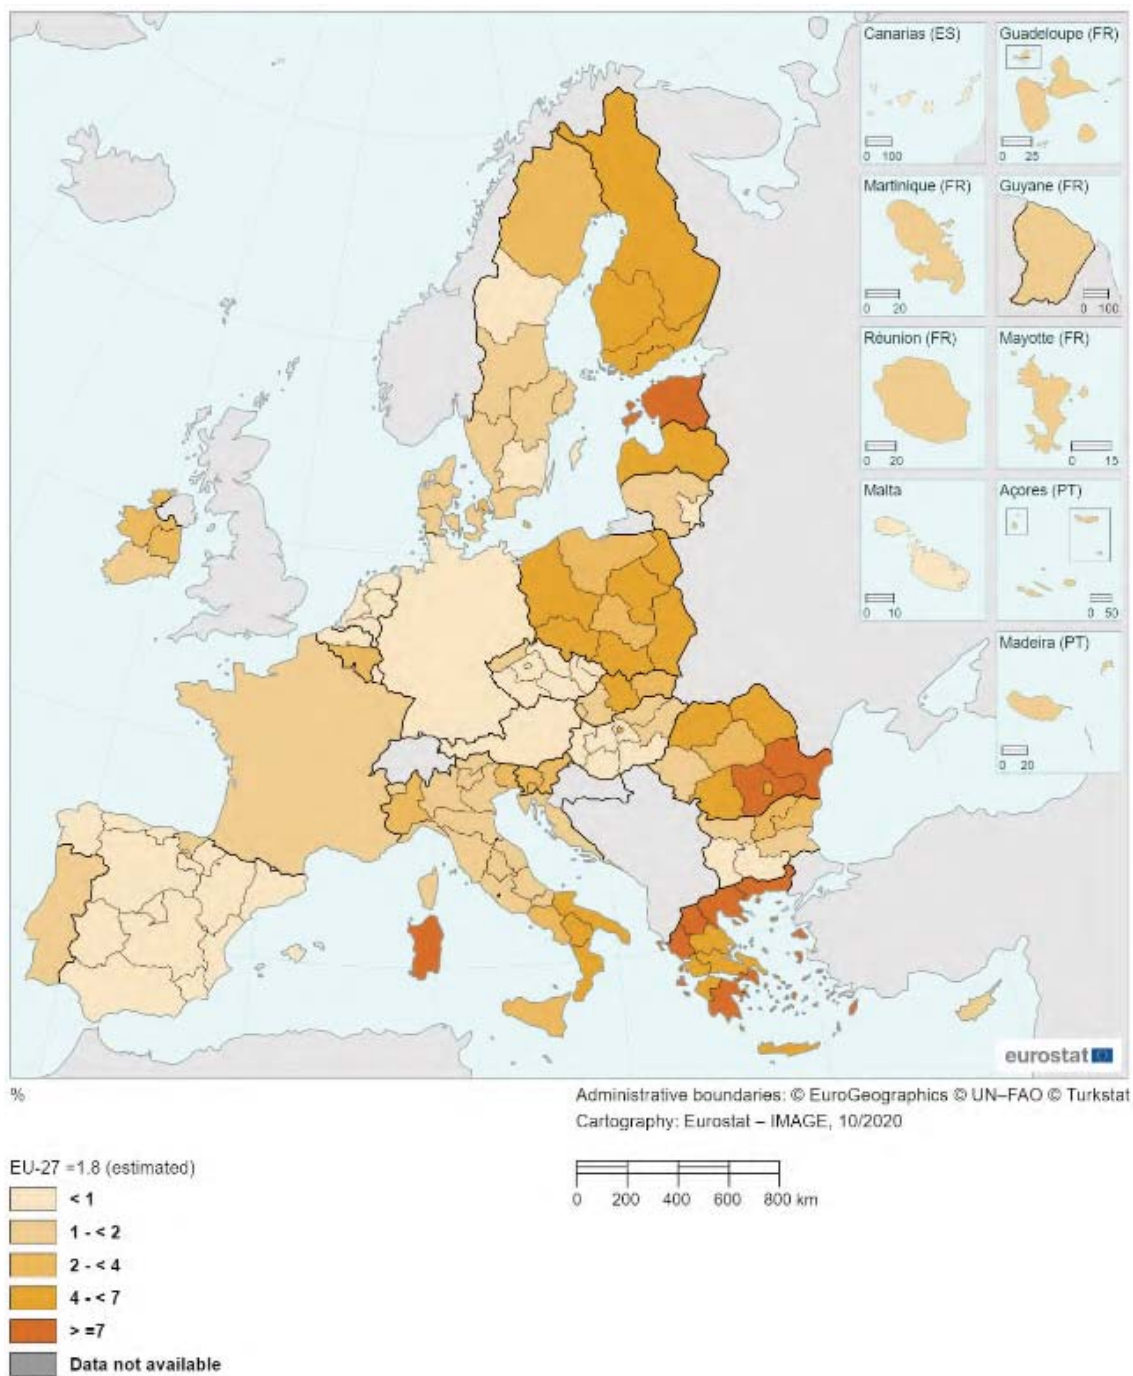 Canarias (ES)
0 100
Guadeloupe (FR)
0 25
Martinique (FR)
0 20
Guyane (FR)
0 100
Réunion (FR)
0 20
Mayotte (FR)
0 15
Malta
0 10
Açores (PT)
0 50
Madeira (PT)
0 20
eurostat
%
Administrative boundaries: © EuroGeographics © UN–FAO © Turkstat
Cartography: Eurostat – IMAGE, 10/2020
EU-27 =1.8 (estimated)
< 1
1 - < 2
2 - < 4
4 - < 7
> =7
Data not available
0 200 400 600 800 km